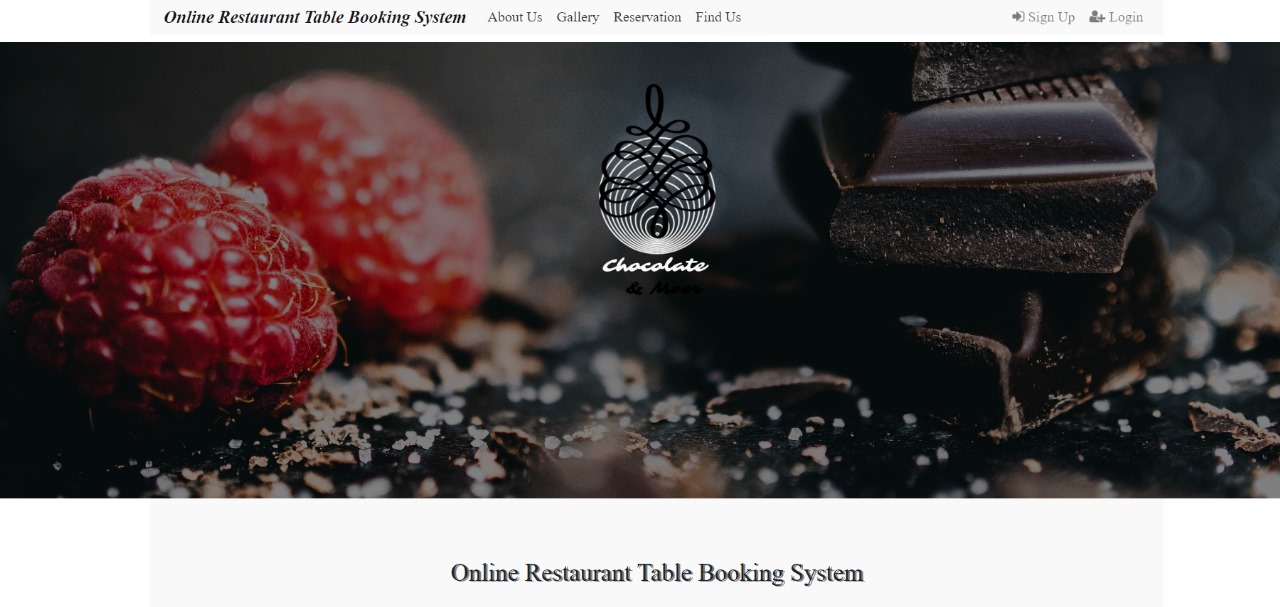 Online Restaurant Table Booking System About Us Gallery Reservation Find Us Sign Up Login
Chocolate
& Moor
Online Restaurant Table Booking System